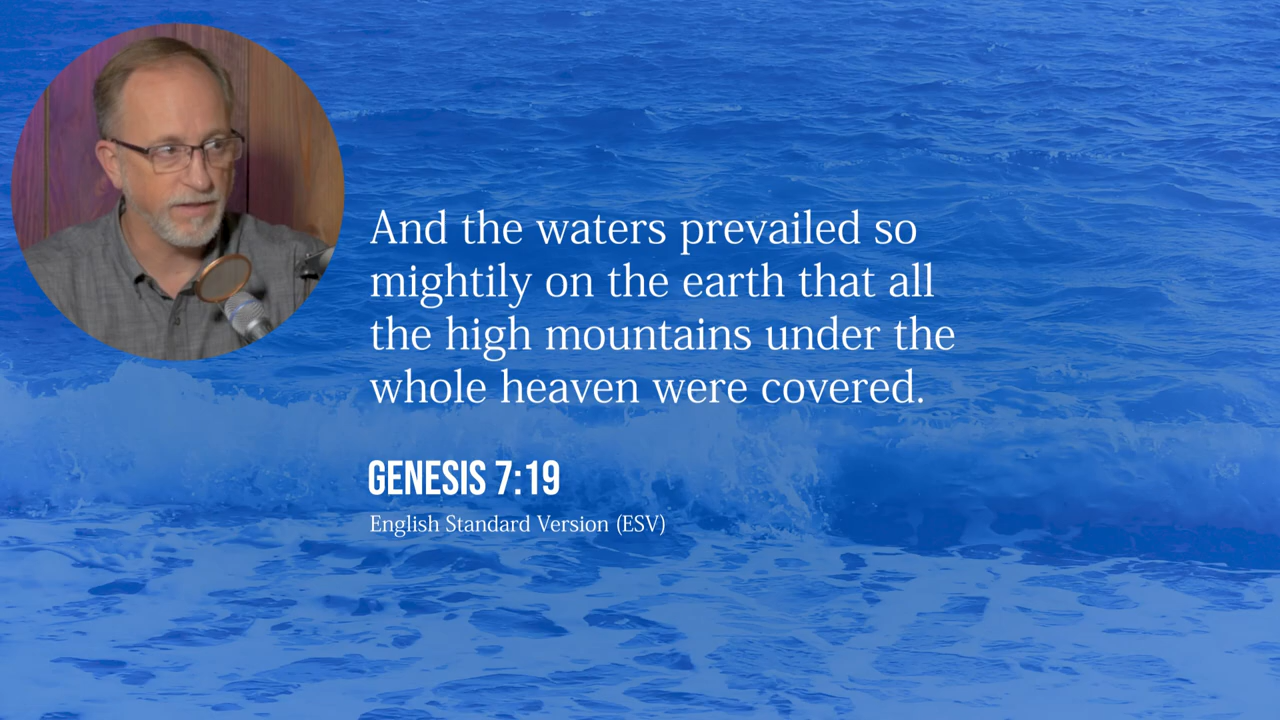 And the waters prevailed so
mightily on the earth that all
the high mountains under the
whole heaven were covered.
GENESIS 7:19
English Standard Version (ESV)